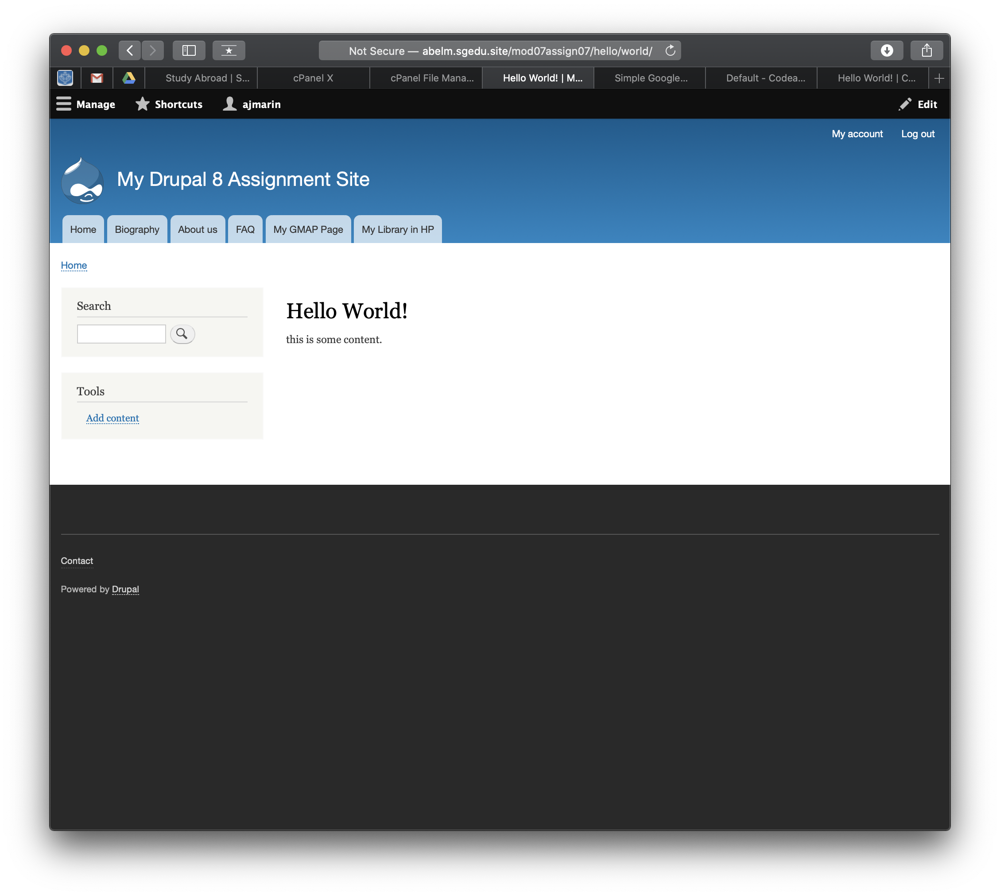 Not Secure — abelm.sgedu.site/mod07assign07/hello/world/
Study Abroad | S... cPanel X cPanel File Mana... Hello World! | M... Simple Google... Default - Codea... Hello World! | C...
Manage Shortcuts ajmarin Edit
My account Log out
My Drupal 8 Assignment Site
Home Biography About us FAQ My GMAP Page My Library in HP
Home
Search
Hello World!
this is some content.
Tools
Add content
Contact
Powered by Drupal